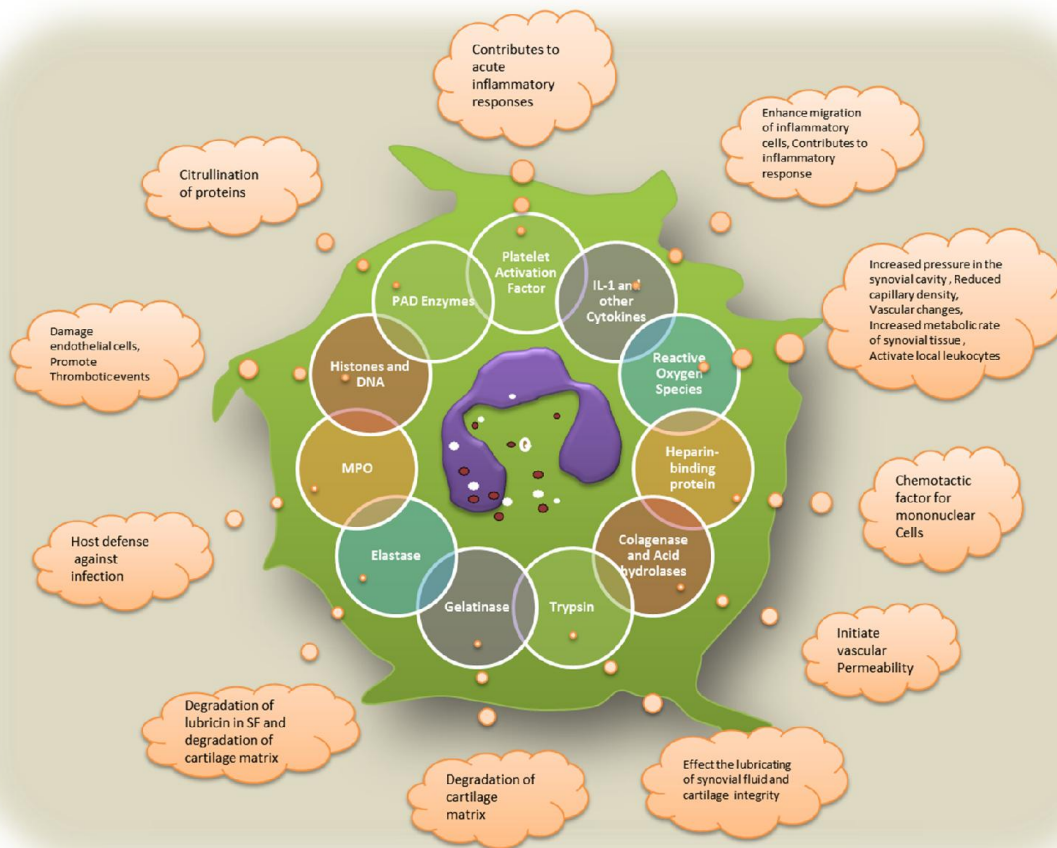 Contributes to
acute
inflammatory
responses
Enhance migration
of inflammatory
cells, Contributes to
inflammatory
response
Citrullination
of proteins
Increased pressure in the
synovial cavity , Reduced
capillary density,
Vascular changes,
Increased metabolic rate
of synovial tissue ,
Activate local leukocytes
Damage
endothelial cells,
Promote
Thrombotic events
Platelet
Activation
Factor
IL-1 and
other
Cytokines
PAD Enzymes
Reactive
Oxygen
Species
Histones and
DNA
Heparin-
binding
protein
MPO
Colagenase
and Acid
hydrolases
Elastase
Trypsin
Gelatinase
Chemotactic
factor for
mononuclear
Cells
Host defense
against
infection
Initiate
vascular
Permeability
Degradation of
lubricin in SF and
degradation of
cartilage matrix
Degradation of
cartilage
matrix
Effect the lubricating
of synovial fluid and
cartilage integrity